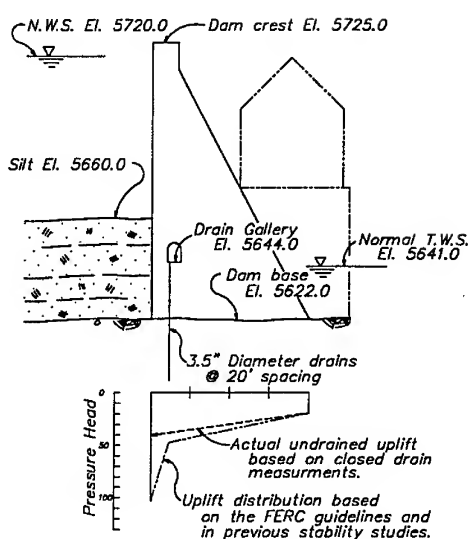 N.W.S. El. 5720.0
Dam crest El. 5725.0
Silt El. 5660.0
Drain Gallery
El. 5644.0
Normal T.W.S.
El. 5641.0
Dam base
El. 5622.0
3.5" Diameter drains
@ 20' spacing
Pressure Head
0
50
100
Actual undrained uplift
based on closed drain
measurments.
Uplift distribution based
on the FERC guidelines and
in previous stability studies.